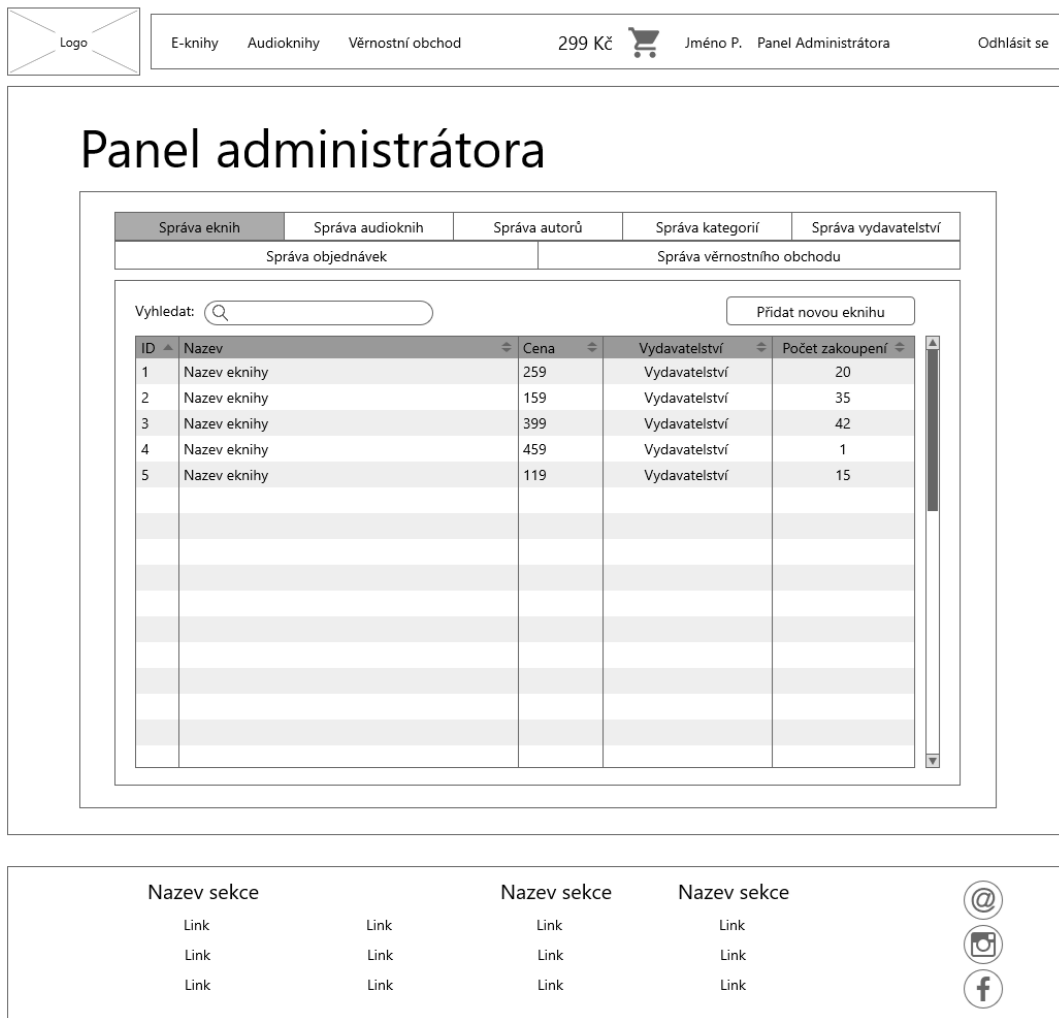 Logo
E-knihy Audioknihy Věrnostní obchod 299 Kč Jméno P. Panel Administrátora Odhlásit se
Panel administrátora
Správa eknih Správa audioknih Správa autorů Správa kategorií Správa vydavatelství
Správa objednávek Správa věrnostního obchodu
Vyhledat: Přidat novou eknihu
ID Nazev Cena Vydavatelství Počet zakoupení
1 Nazev eknihy 259 Vydavatelství 20
2 Nazev eknihy 159 Vydavatelství 35
3 Nazev eknihy 399 Vydavatelství 42
4 Nazev eknihy 459 Vydavatelství 1
5 Nazev eknihy 119 Vydavatelství 15
Nazev sekce Nazev sekce Nazev sekce
Link Link Link Link
Link Link Link Link
Link Link Link Link